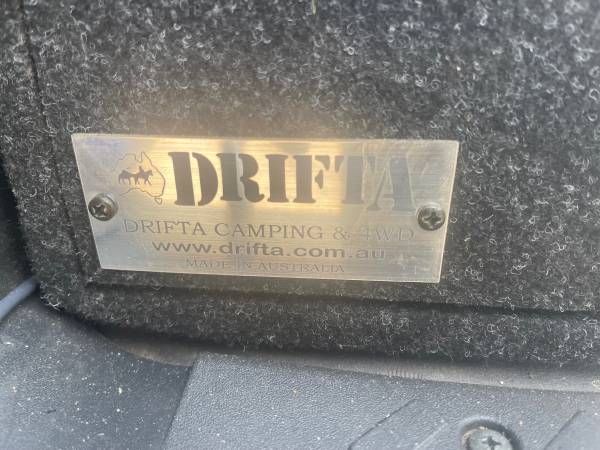 DRIFTA
DRIFTA CAMPING & 4WD
www.drifta.com.au
MADE IN AUSTRALIA